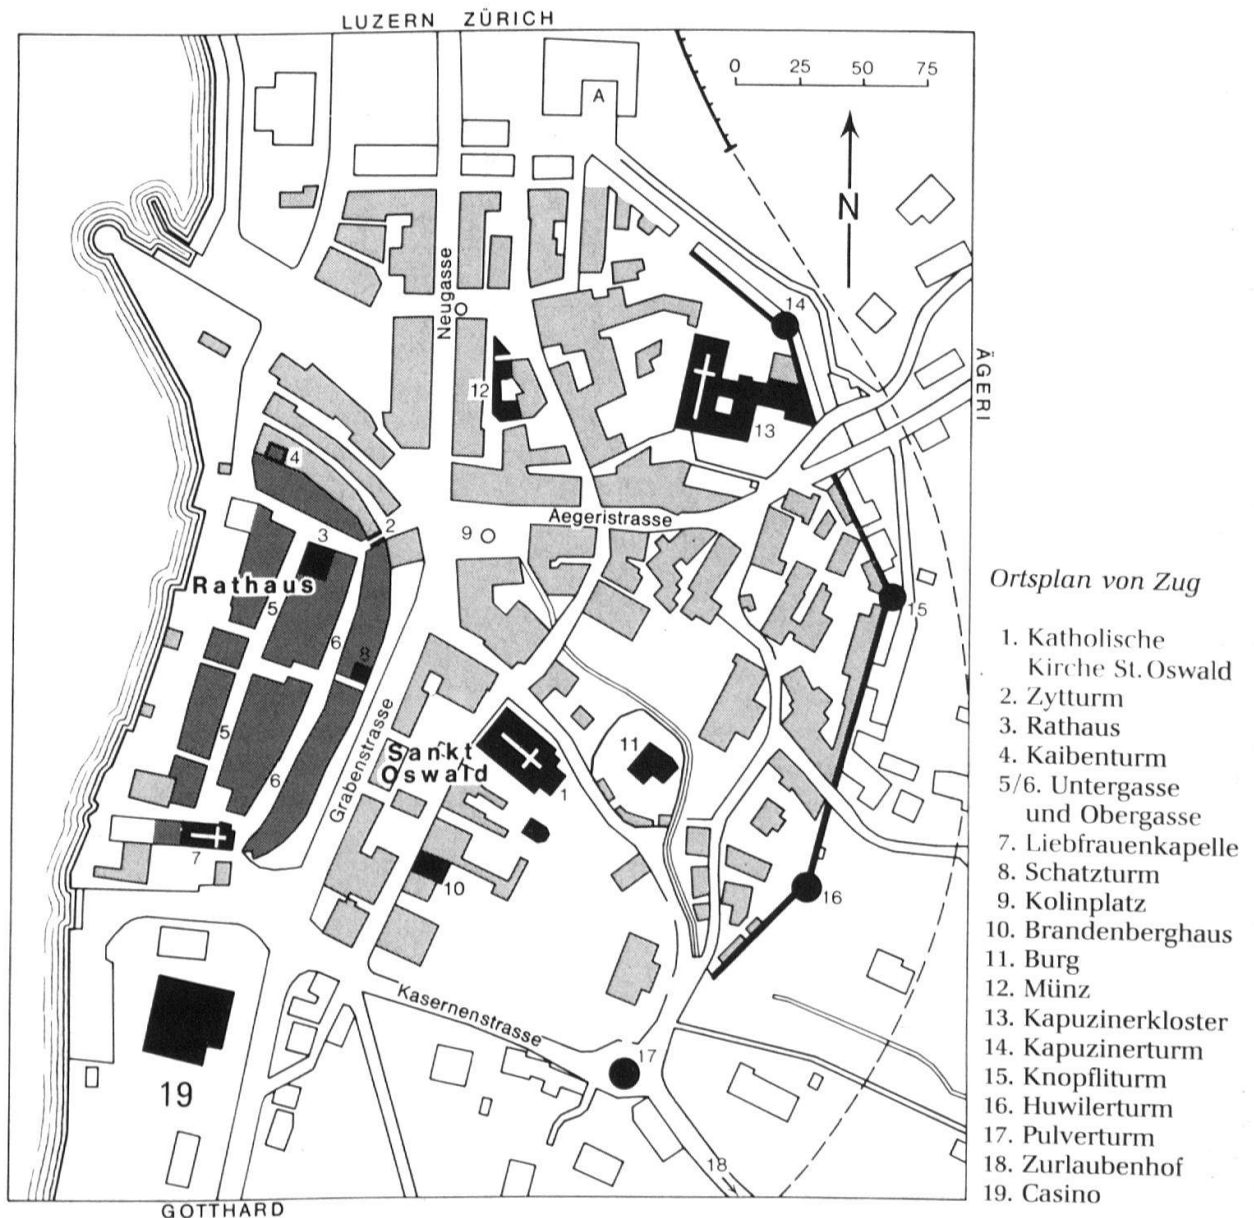 LUZERN ZÜRICH
A
0 25 50 75
N
14
Neugasse
ÄGERI
12
13
4
Aegeristrasse
9
2
3
Rathaus
5
6
15
8
5
Sankt
Oswald
11
6
Grabenstrasse
1
7
10
16
Kasernenstrasse
17
19
18
GOTTHARD
Ortsplan von Zug
1. Katholische
Kirche St. Oswald
2. Zytturm
3. Rathaus
4. Kaibenturm
5/6. Untergasse
und Obergasse
7. Liebfrauenkapelle
8. Schatzturm
9. Kolinplatz
10. Brandenberghaus
11. Burg
12. Münz
13. Kapuzinerkloster
14. Kapuzinerturm
15. Knopfliturm
16. Huwilerturm
17. Pulverturm
18. Zurlaubenhof
19. Casino